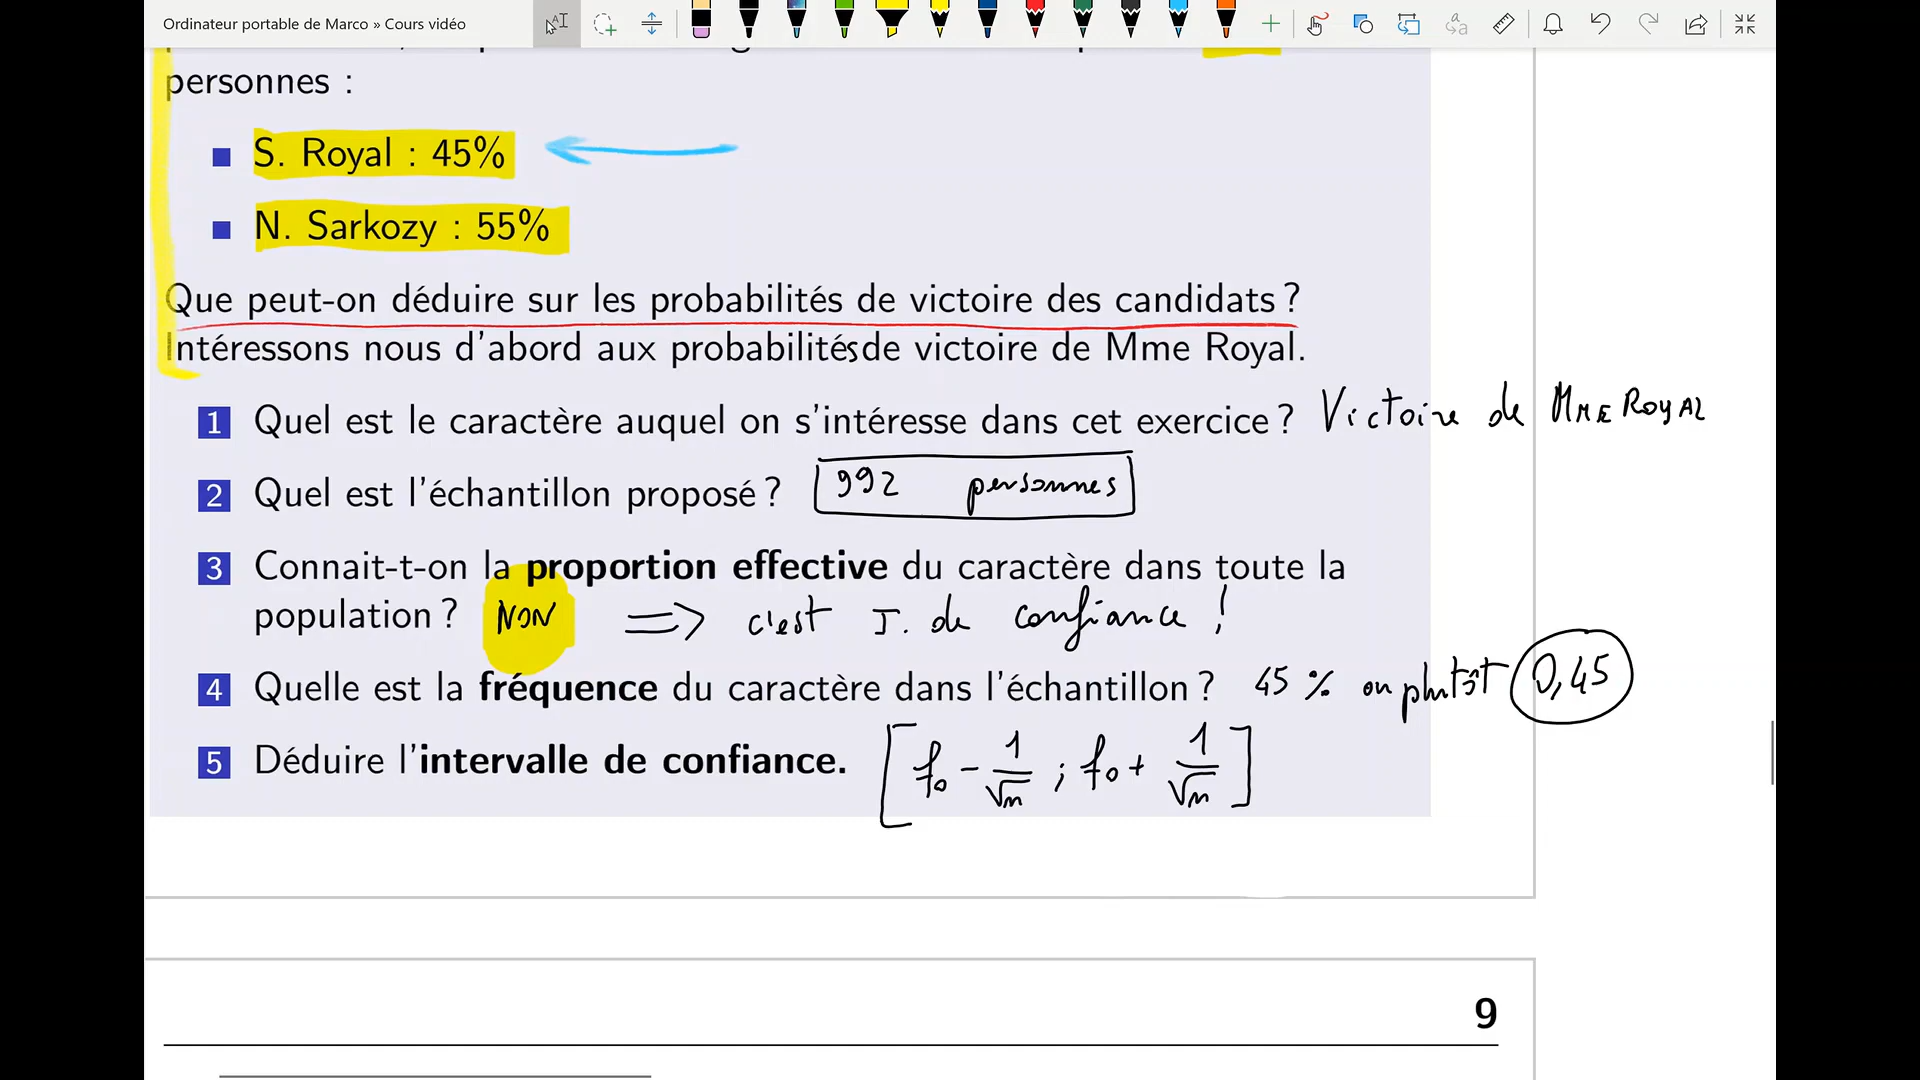 Ordinateur portable de Marco » Cours vidéo
personnes :
S. Royal : 45%
N. Sarkozy : 55%
Que peut-on déduire sur les probabilités de victoire des candidats ?
Intéressons nous d'abord aux probabilités de victoire de Mme Royal.
1 Quel est le caractère auquel on s'intéresse dans cet exercice ? Victoire de MME ROYAL
2 Quel est l'échantillon proposé ? 992 personnes
3 Connait-t-on la proportion effective du caractère dans toute la
population ? NON => c'est I. de confiance !
4 Quelle est la fréquence du caractère dans l'échantillon ? 45 % ou plutôt 0,45
5 Déduire l'intervalle de confiance. [f₀ - 1/√n ; f₀ + 1/√n]
9